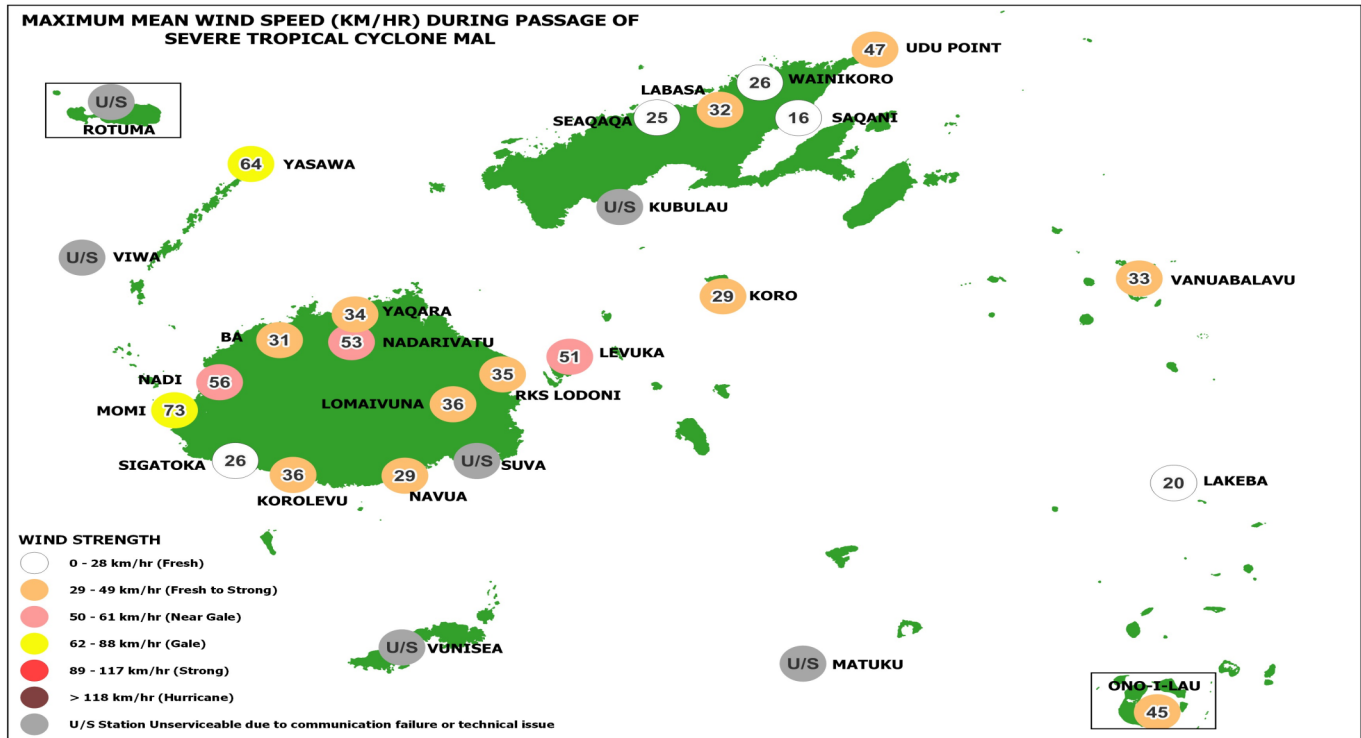 MAXIMUM MEAN WIND SPEED (KM/HR) DURING PASSAGE OF
SEVERE TROPICAL CYCLONE MAL
47
UDU POINT
26
WAINIKORO
LABASA
32
SEAQAQA
25
16
SAQANI
U/S
ROTUMA
64
YASAWA
U/S
KUBULAU
U/S
VIWA
33
VANUABALAVU
29
KORO
34
YAQARA
BA
31
53
NADARIVATU
51
LEVUKA
NADI
56
35
RKS LODONI
MOMI
73
LOMAIVUNA
36
SIGATOKA
26
U/S
SUVA
36
KOROLEVU
29
NAVUA
20
LAKEBA
WIND STRENGTH
0 - 28 km/hr (Fresh)
29 - 49 km/hr (Fresh to Strong)
50 - 61 km/hr (Near Gale)
62 - 88 km/hr (Gale)
89 - 117 km/hr (Strong)
> 118 km/hr (Hurricane)
U/S Station Unserviceable due to communication failure or technical issue
U/S
VUNISEA
U/S
MATUKU
ONO-I-LAU
45